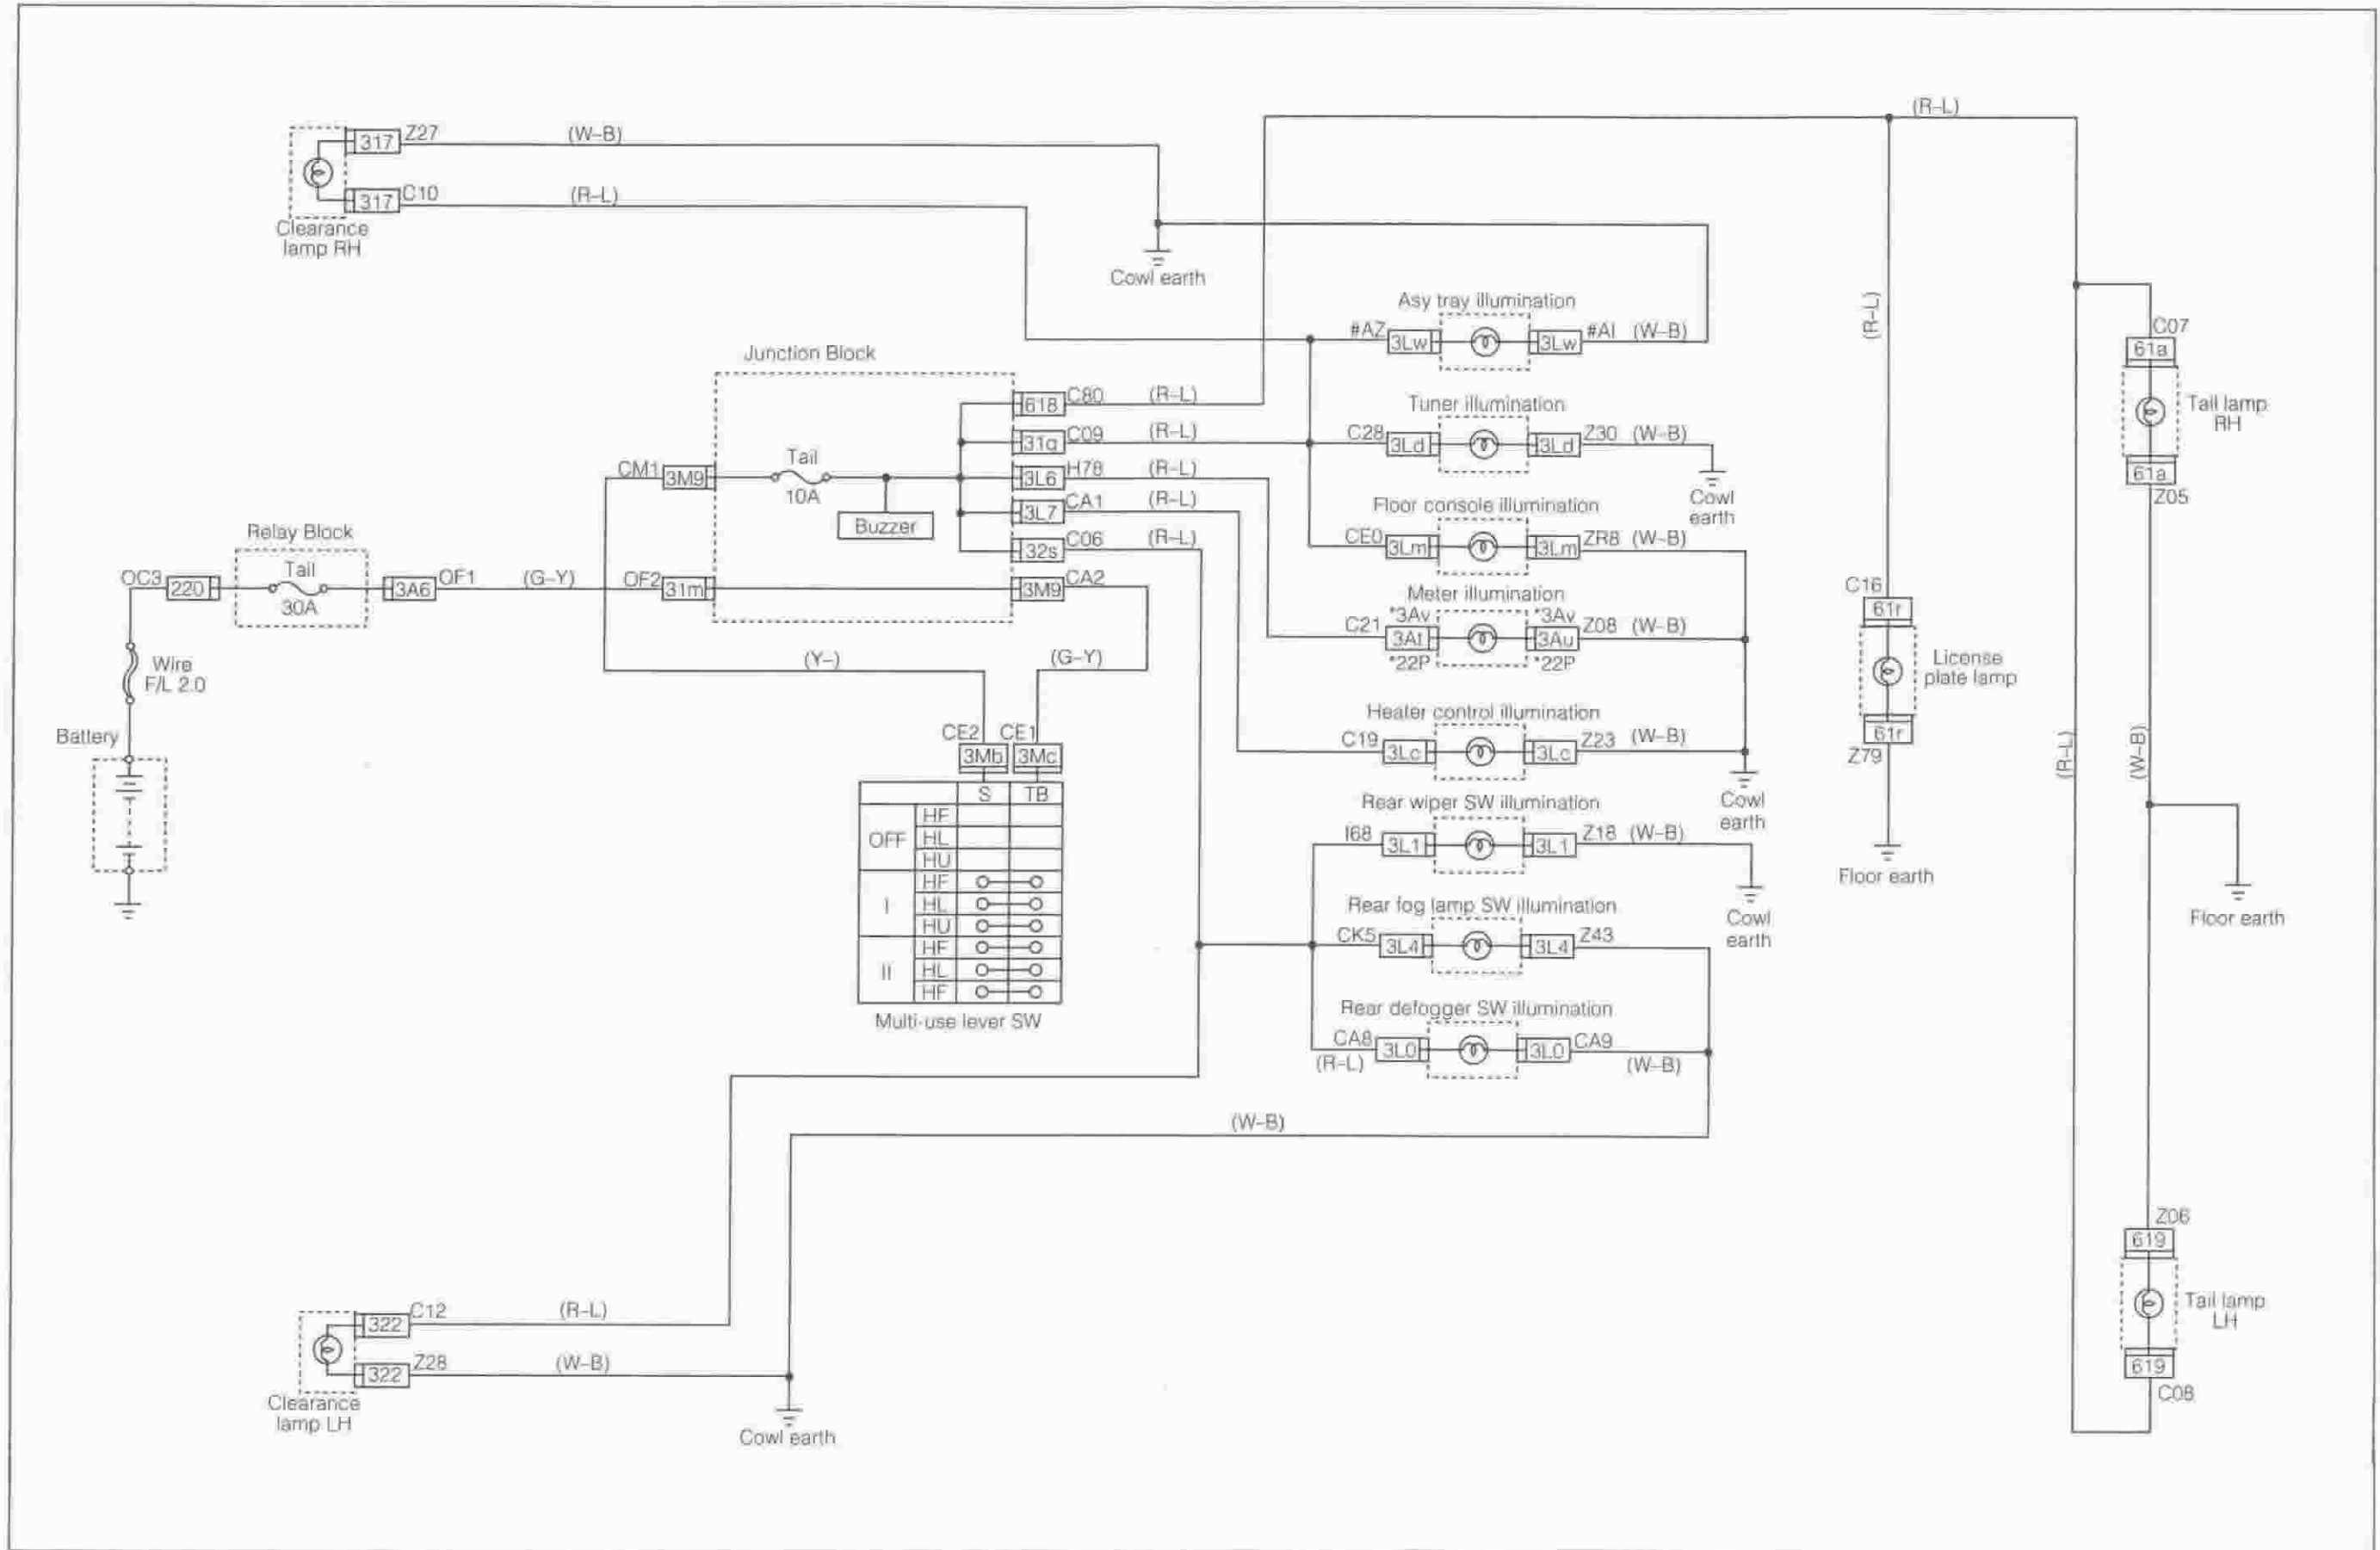 (R–L)
317 Z27 (W–B)
317 C10 (R–L)
Clearance
lamp RH
Cowl earth
Asy tray illumination
#AZ 3Lw 3Lw #AI (W–B)
(R–L)
C07
61a
Junction Block
618 C80 (R–L)
Tuner illumination
Tail lamp
RH
31q C09 (R–L)
C28 3Ld 3Ld Z30 (W–B)
Cowl
earth
Tail
10A
CM1 3M9
3L6 H78 (R–L)
61a
Z05
Buzzer
3L7 CA1 (R–L)
Floor console illumination
32s C06 (R–L)
CE0 3Lm 3Lm ZR8 (W–B)
Relay Block
OC3 220
Tail
30A
3A6 OF1 (G–Y) OF2 31m
3M9 CA2
Meter illumination
*3Av *3Av
C21 3At 3Au Z08 (W–B)
*22P *22P
C16
61r
Wire
F/L 2.0
(Y–)
(G–Y)
License
plate lamp
Battery
CE2 CE1
3Mb 3Mc
Heater control illumination
C19 3Lc 3Lc Z23 (W–B)
Cowl
earth
61r
Z79
(R–L)
(W–B)
S TB
OFF
HF
HL
HU
I
HF
HL
HU
II
HF
HL
HF
Multi-use lever SW
Rear wiper SW illumination
I68 3L1 3L1 Z18 (W–B)
Cowl
earth
Floor earth
Floor earth
Rear fog lamp SW illumination
CK5 3L4 3L4 Z43
Rear defogger SW illumination
CA8 3L0 3L0 CA9
(R–L) (W–B)
(W–B)
Z06
619
Tail lamp
LH
619
C08
322 C12 (R–L)
322 Z28 (W–B)
Clearance
lamp LH
Cowl earth